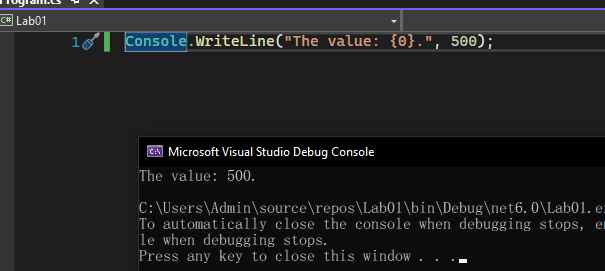 Program.cs
C# Lab01
1 Console.WriteLine("The value: {0}.", 500);
C:\ Microsoft Visual Studio Debug Console
The value: 500.
C:\Users\Admin\source\repos\Lab01\bin\Debug\net6.0\Lab01.e
To automatically close the console when debugging stops, e
le when debugging stops.
Press any key to close this window . . .